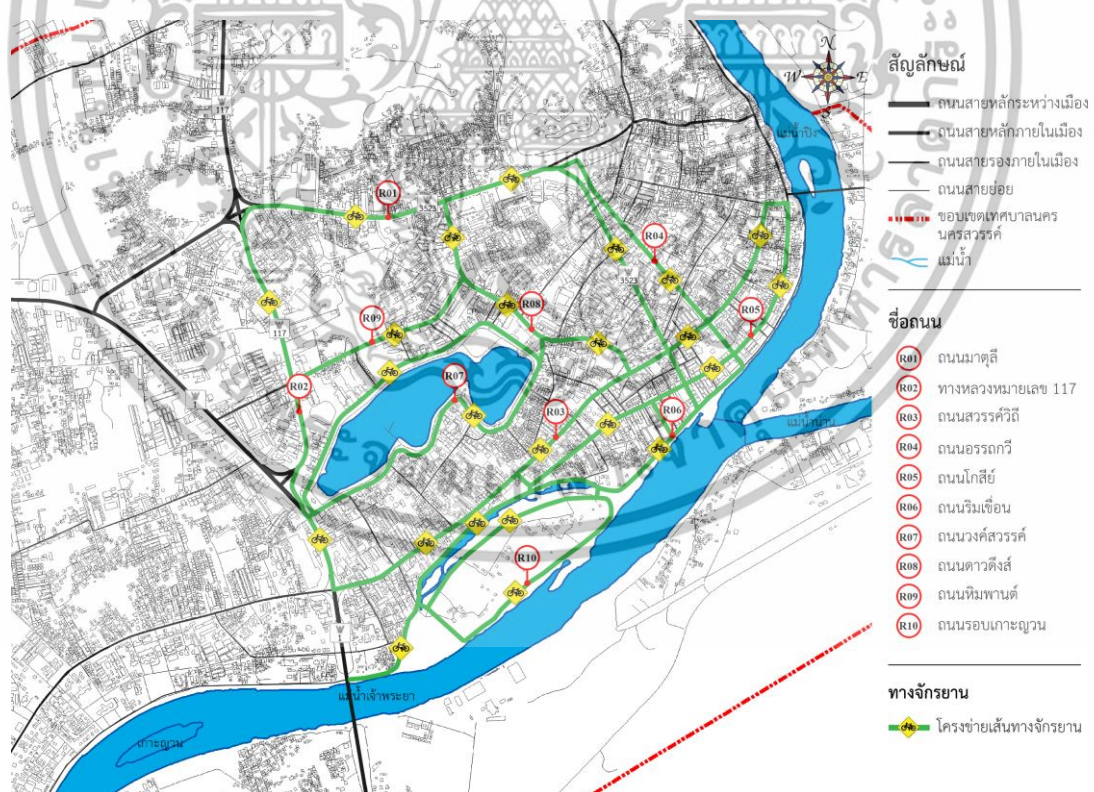 N
W
E
S
117
R01
3522
R04
3522
R08
R09
117
R07
R02
R05
R03
R06
R10
แม่น้ำปิง
แม่น้ำน่าน
แม่น้ำเจ้าพระยา
เกาะญวน
สัญลักษณ์
ถนนสายหลักระหว่างเมือง
ถนนสายหลักภายในเมือง
ถนนสายรองภายในเมือง
ถนนสายย่อย
ขอบเขตเทศบาลนคร
นครสวรรค์
แม่น้ำ
ชื่อถนน
R01 ถนนมาตุลี
R02 ทางหลวงหมายเลข 117
R03 ถนนสวรรค์วิถี
R04 ถนนอรรถกวี
R05 ถนนโกสีย์
R06 ถนนริมเขื่อน
R07 ถนนวงค์สวรรค์
R08 ถนนดาวดึงส์
R09 ถนนหิมพานต์
R10 ถนนรอบเกาะญวน
ทางจักรยาน
โครงข่ายเส้นทางจักรยาน